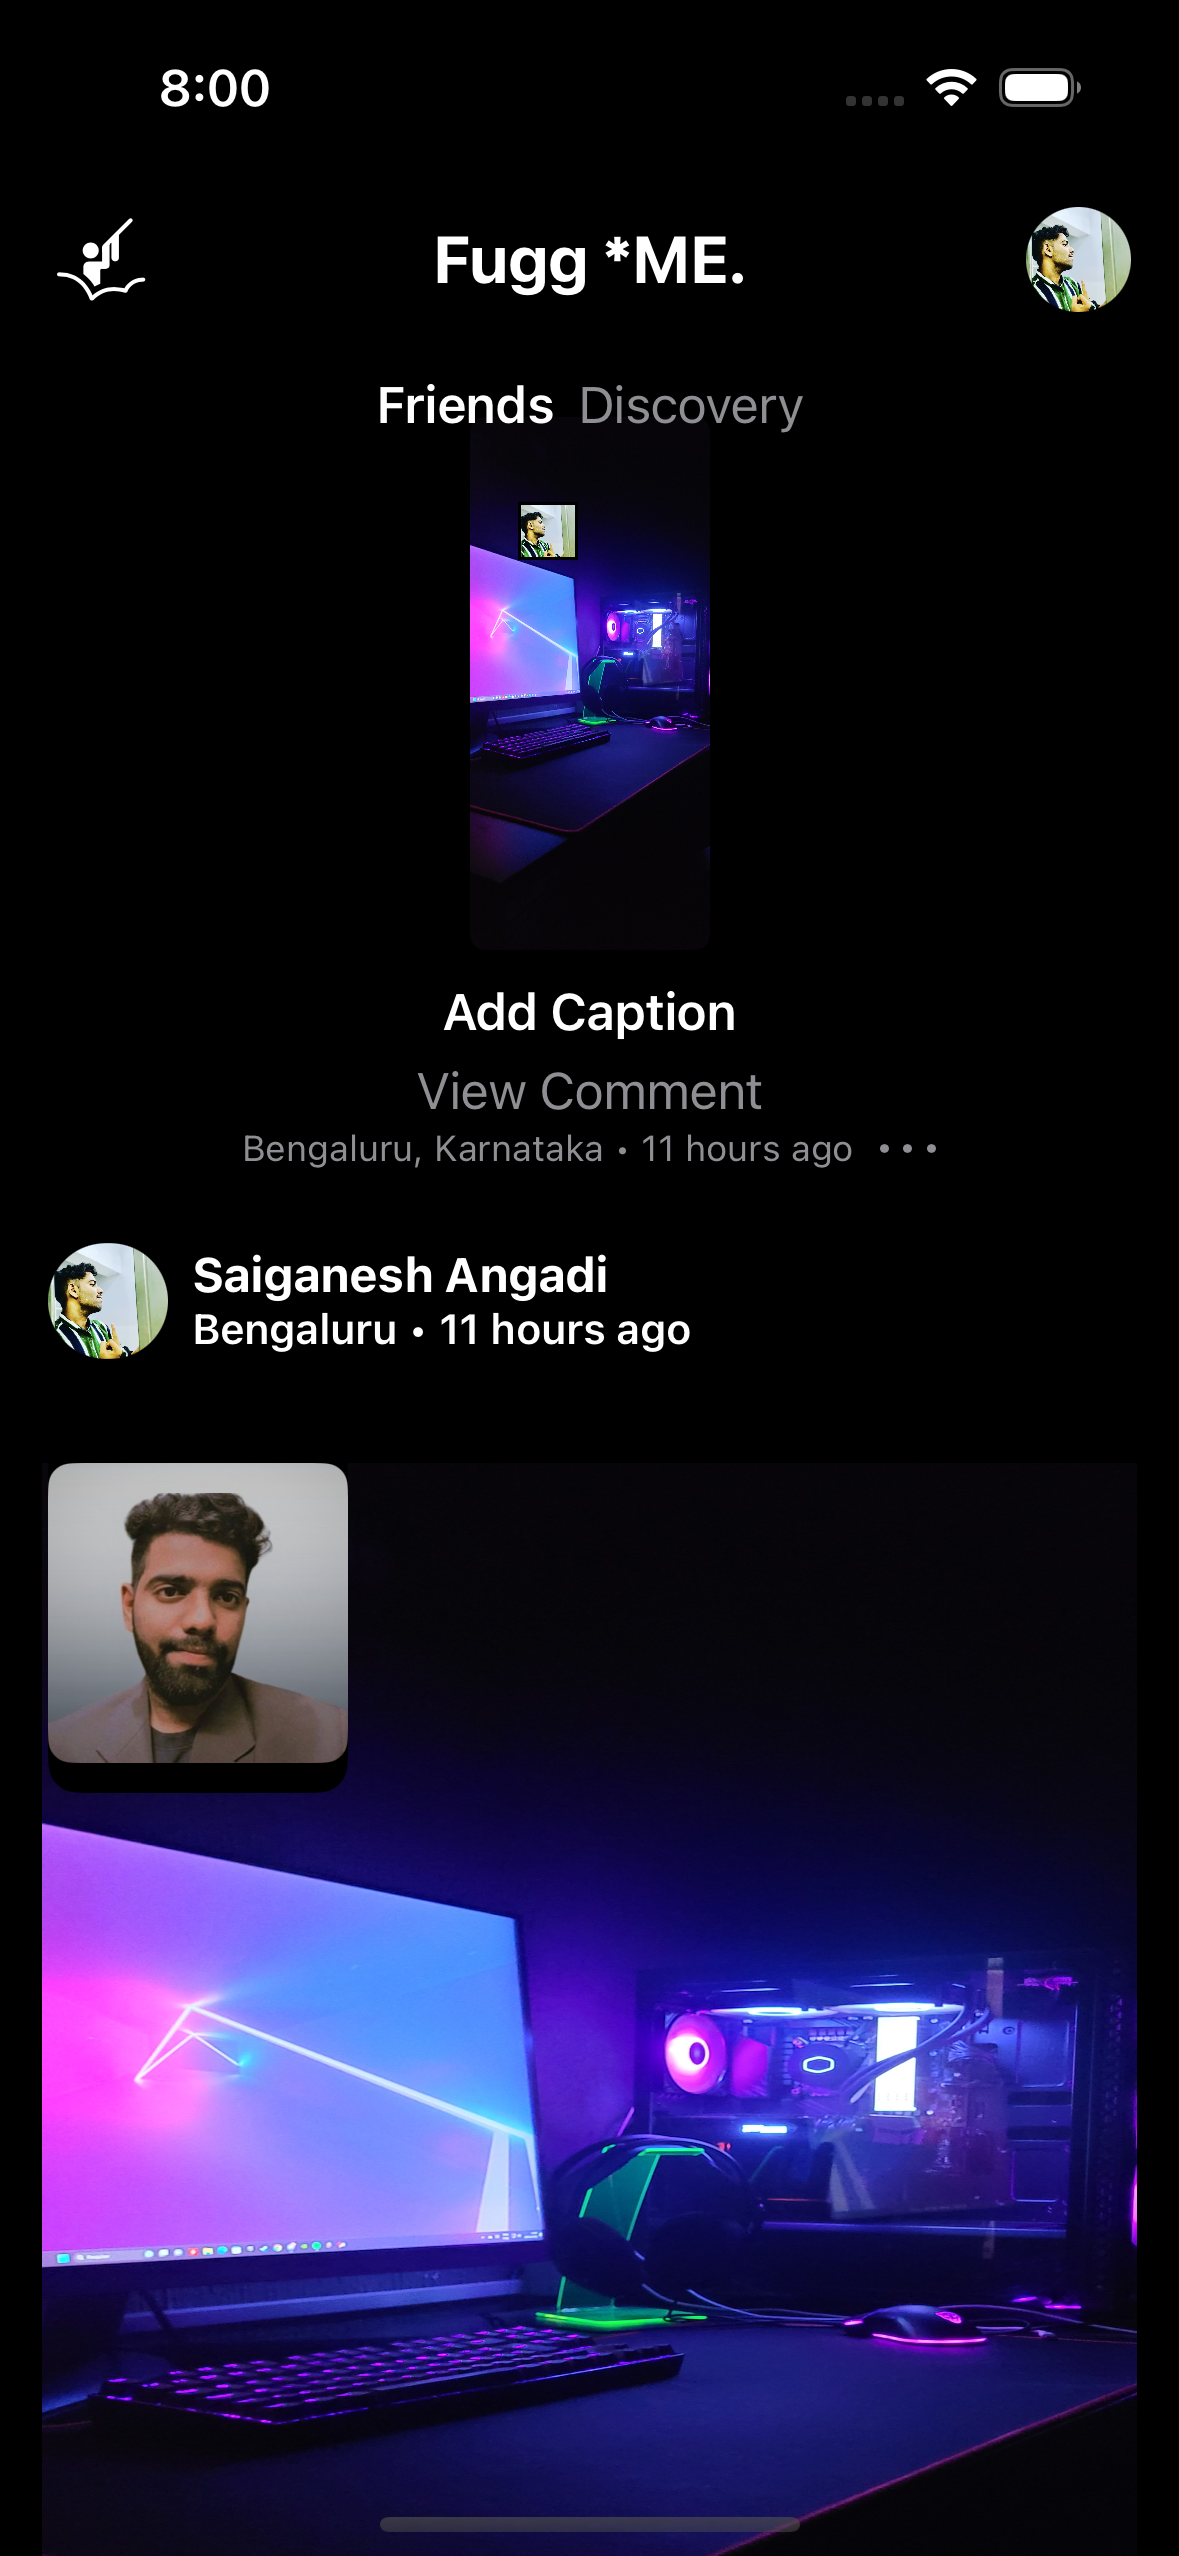 8:00
Fugg *ME.
Friends Discovery
Add Caption
View Comment
Bengaluru, Karnataka • 11 hours ago •••
Saiganesh Angadi
Bengaluru • 11 hours ago